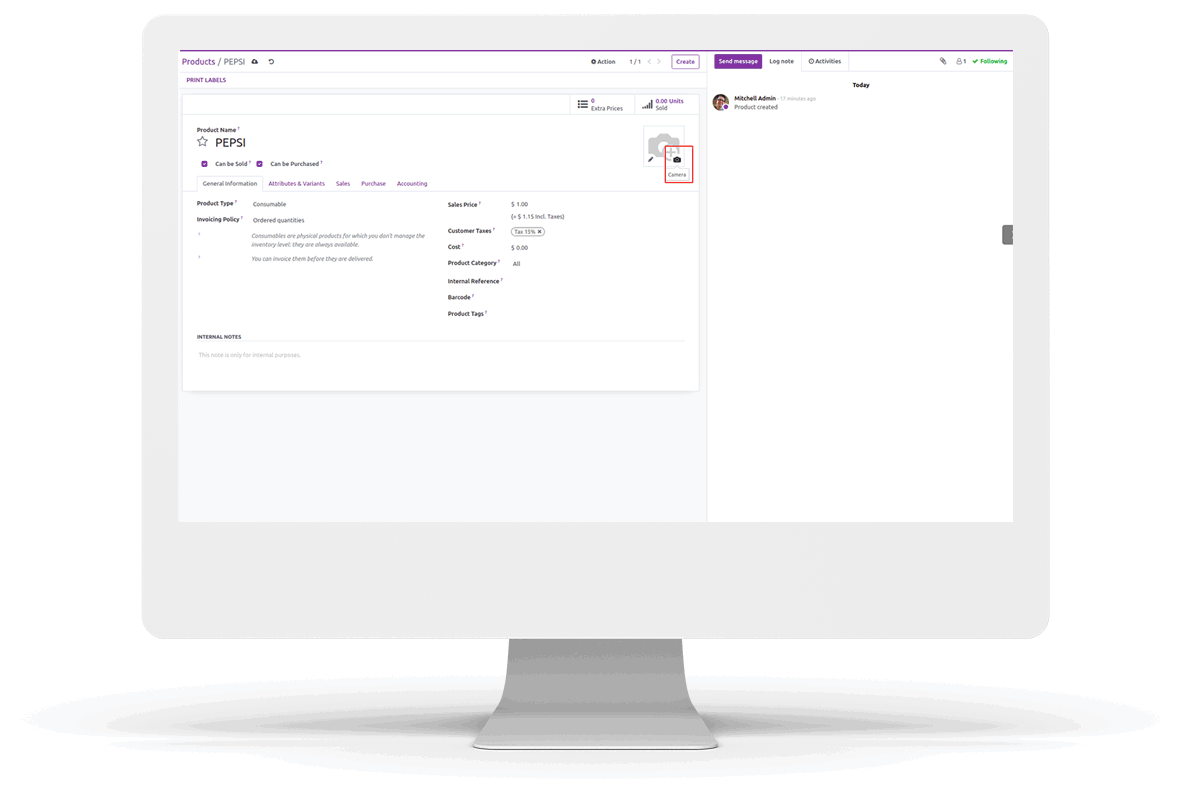 Products / PEPSI
Action
1 / 1
Create
PRINT LABELS
0
Extra Prices
0.00 Units
Sold
Product Name ?
PEPSI
Can be Sold ? Can be Purchased ?
Camera
General Information Attributes & Variants Sales Purchase Accounting
Product Type ? Consumable
Invoicing Policy ? Ordered quantities
?
Consumables are physical products for which you don't manage the
inventory level: they are always available.
?
You can invoice them before they are delivered.
Sales Price ? $ 1.00
(= $ 1.15 Incl. Taxes)
Customer Taxes ? Tax 15% ✖
Cost ? $ 0.00
Product Category ? All
Internal Reference ?
Barcode ?
Product Tags ?
INTERNAL NOTES
This note is only for internal purposes.
Send message Log note Activities
1 Following
Today
Mitchell Admin - 17 minutes ago
Product created